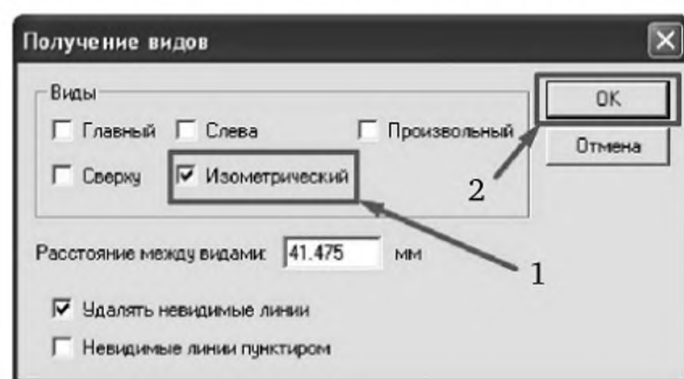 Получение видов
Виды
Главный Слева Произвольный
Сверху Изометрический
OK
Отмена
2
Расстояние между видами: 41.475 мм
1
Удалять невидимые линии
Невидимые линии пунктиром